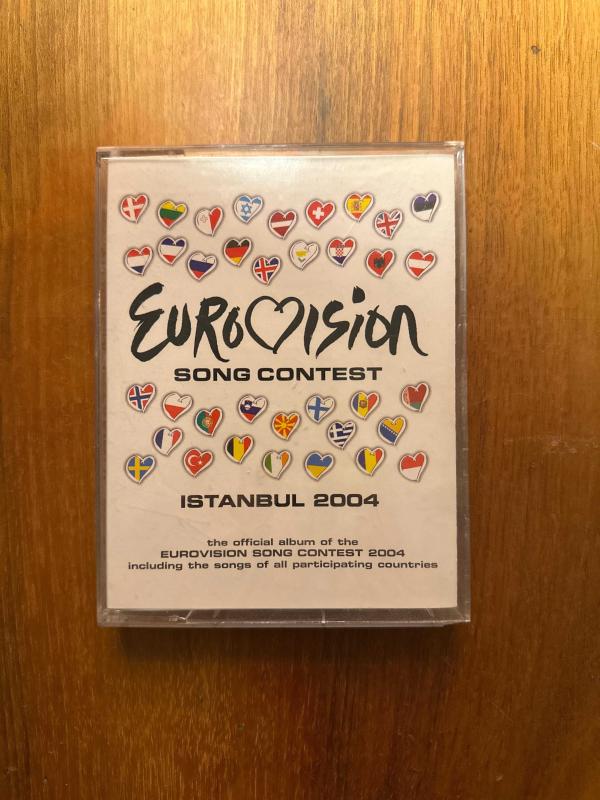 EUROVISION
SONG CONTEST
ISTANBUL 2004
the official album of the
EUROVISION SONG CONTEST 2004
including the songs of all participating countries